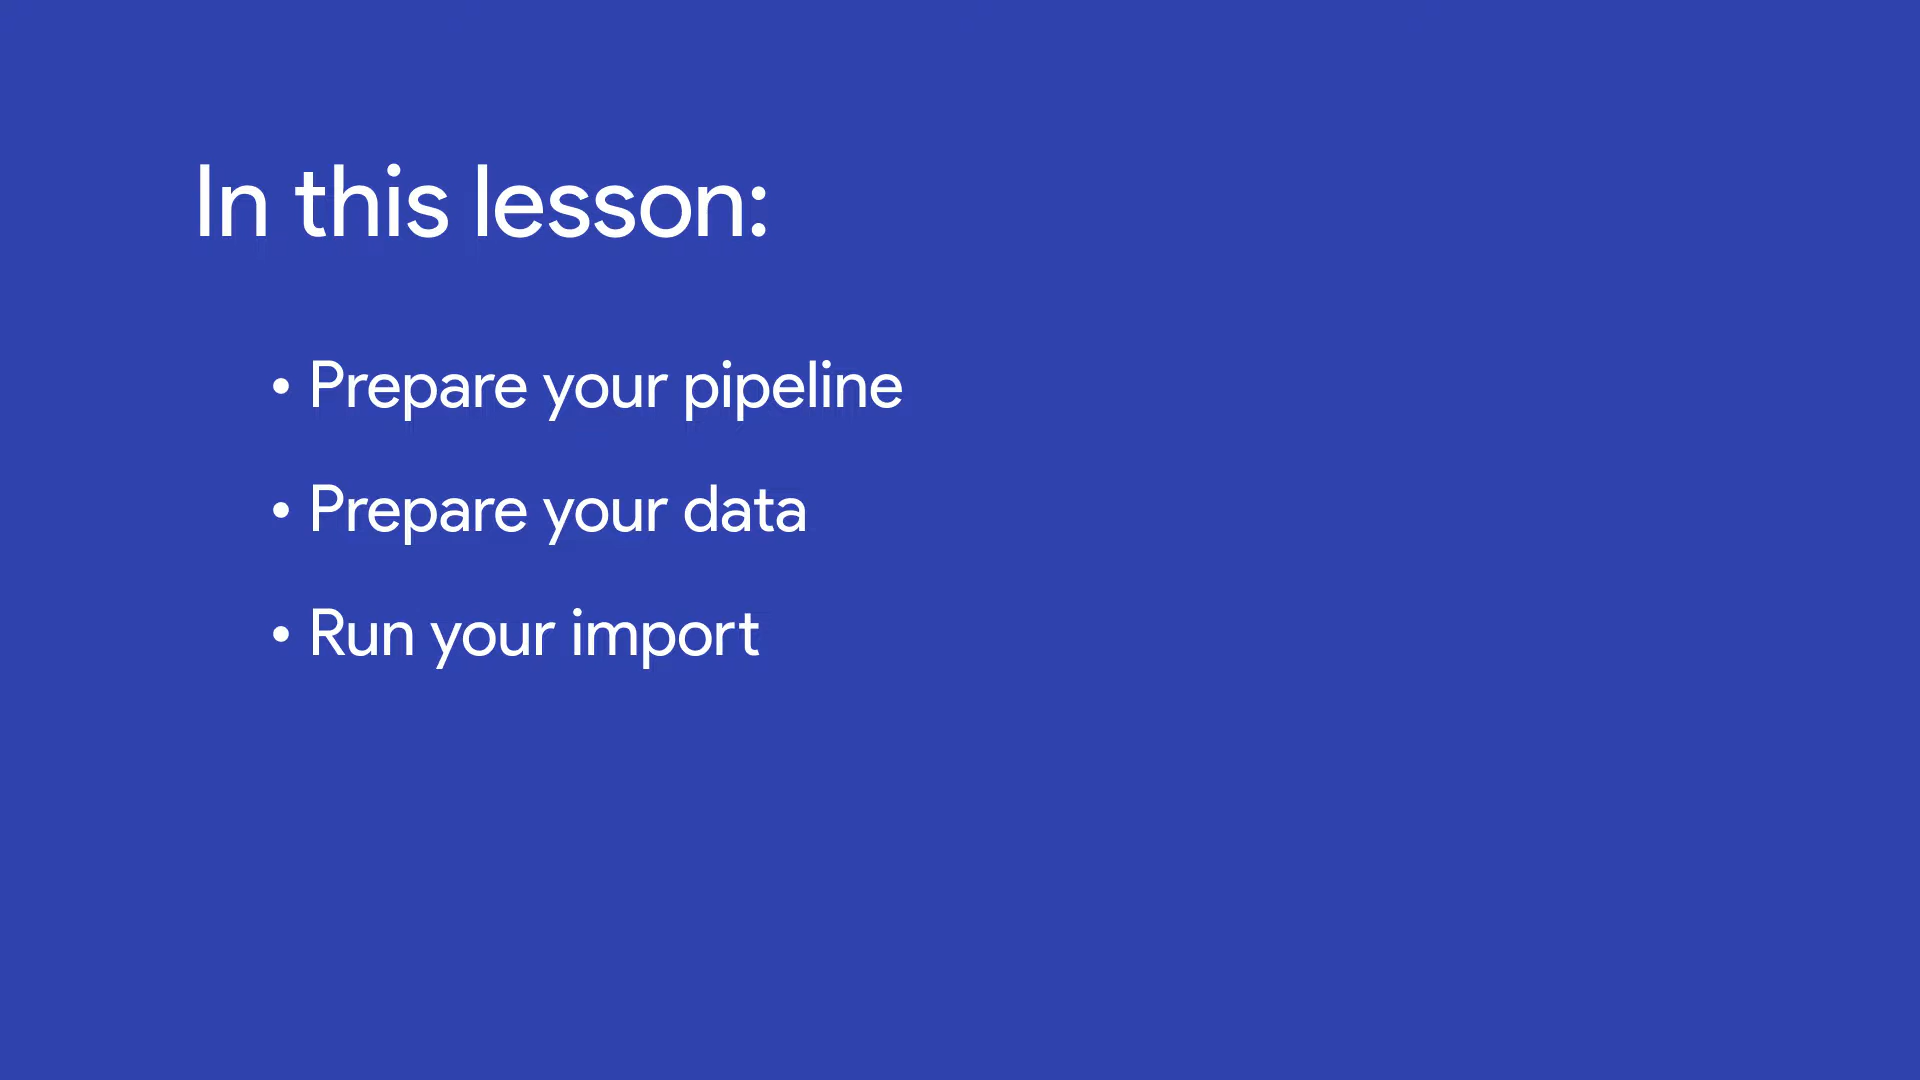 In this lesson:
• Prepare your pipeline
• Prepare your data
• Run your import